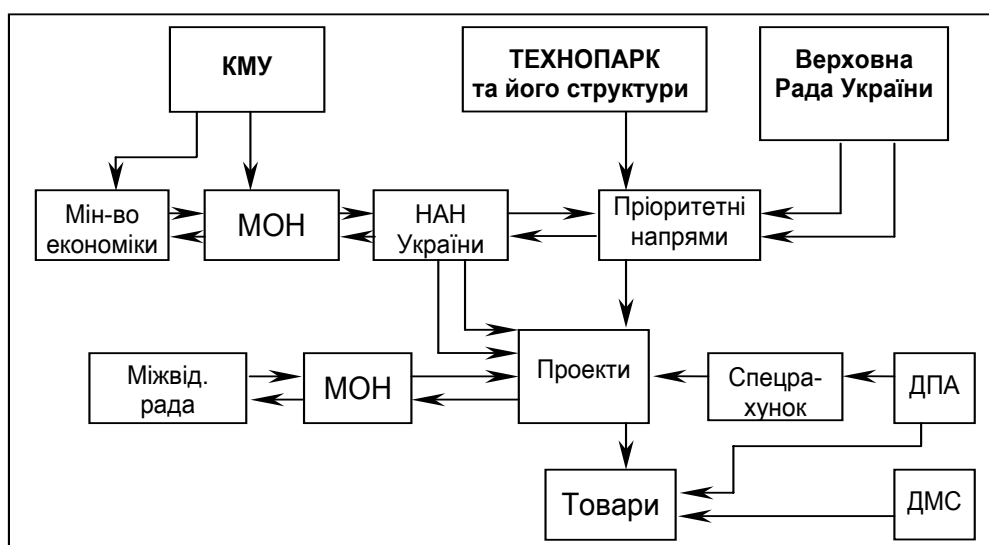 КМУ
ТЕХНОПАРК
та його структури
Верховна
Рада України
Мін-во
економіки
МОН
НАН
України
Пріоритетні
напрями
Міжвід.
рада
МОН
Проекти
Спецра-
хунок
ДПА
Товари
ДМС